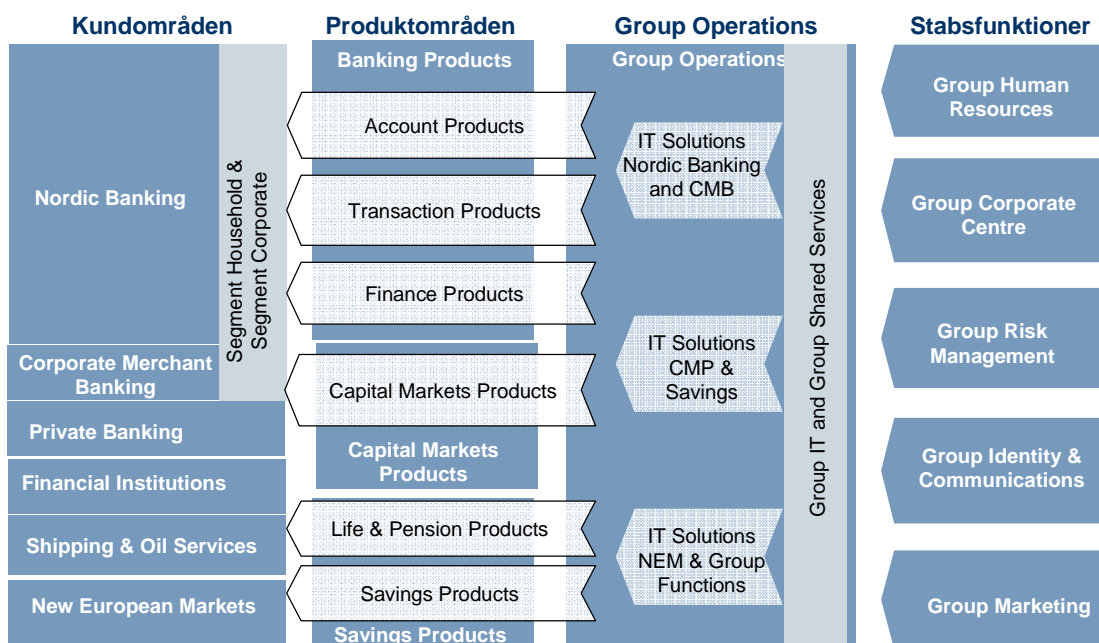 Kundområden
Produktområden
Group Operations
Stabsfunktioner
Nordic Banking
Corporate Merchant
Banking
Private Banking
Financial Institutions
Shipping & Oil Services
New European Markets
Segment Household &
Segment Corporate
Banking Products
Account Products
Transaction Products
Finance Products
Capital Markets Products
Capital Markets
Products
Life & Pension Products
Savings Products
Savings Products
Group Operations
IT Solutions
Nordic Banking
and CMB
IT Solutions
CMP &
Savings
IT Solutions
NEM & Group
Functions
Group IT and Group Shared Services
Group Human
Resources
Group Corporate
Centre
Group Risk
Management
Group Identity &
Communications
Group Marketing